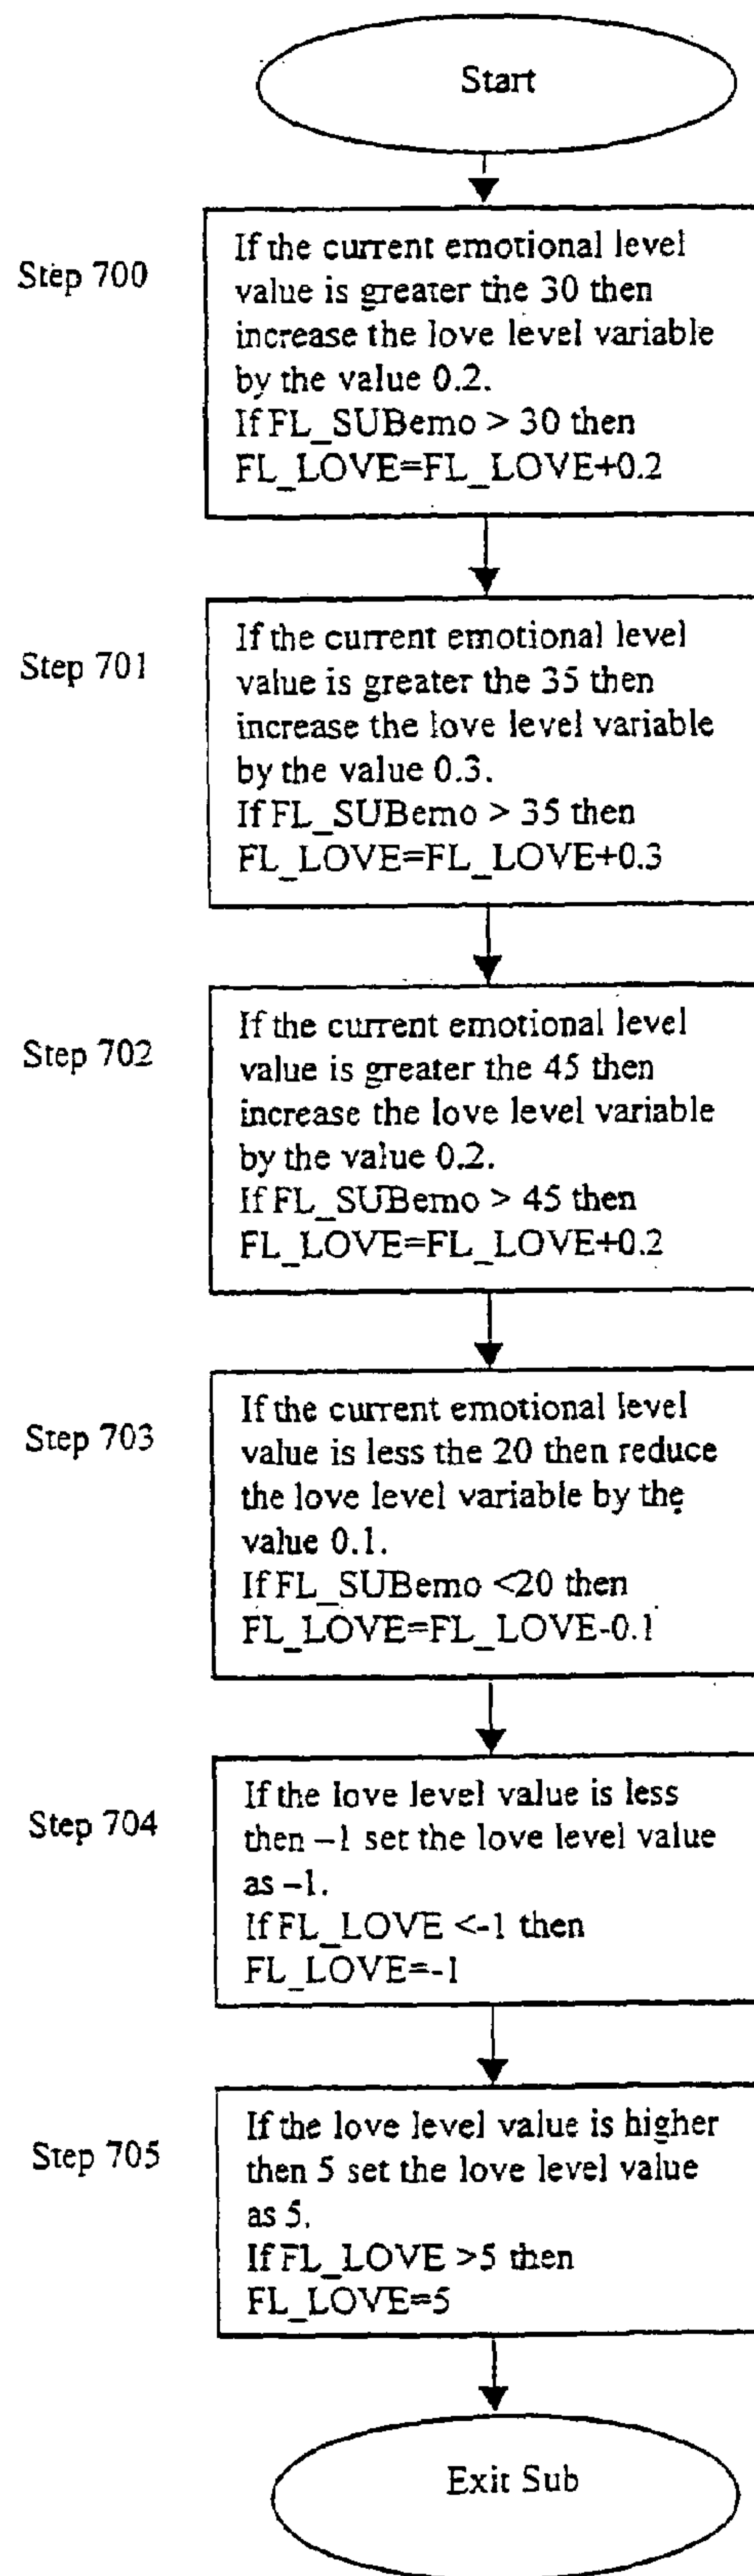 Start
Step 700
If the current emotional level
value is greater the 30 then
increase the love level variable
by the value 0.2.
If FL_SUBemo > 30 then
FL_LOVE=FL_LOVE+0.2
Step 701
If the current emotional level
value is greater the 35 then
increase the love level variable
by the value 0.3.
If FL_SUBemo > 35 then
FL_LOVE=FL_LOVE+0.3
Step 702
If the current emotional level
value is greater the 45 then
increase the love level variable
by the value 0.2.
If FL_SUBemo > 45 then
FL_LOVE=FL_LOVE+0.2
Step 703
If the current emotional level
value is less the 20 then reduce
the love level variable by the
value 0.1.
If FL_SUBemo <20 then
FL_LOVE=FL_LOVE-0.1
Step 704
If the love level value is less
then –1 set the love level value
as –1.
If FL_LOVE <-1 then
FL_LOVE=-1
Step 705
If the love level value is higher
then 5 set the love level value
as 5.
If FL_LOVE >5 then
FL_LOVE=5
Exit Sub